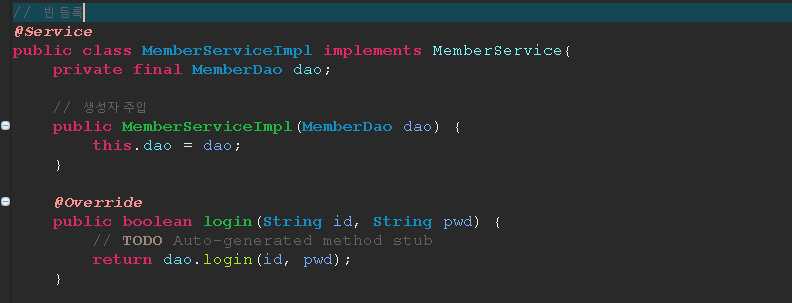 // 빈 등록
@Service
public class MemberServiceImpl implements MemberService{
    private final MemberDao dao;

    // 생성자 주입
    public MemberServiceImpl(MemberDao dao) {
        this.dao = dao;
    }

    @Override
    public boolean login(String id, String pwd) {
        // TODO Auto-generated method stub
        return dao.login(id, pwd);
    }